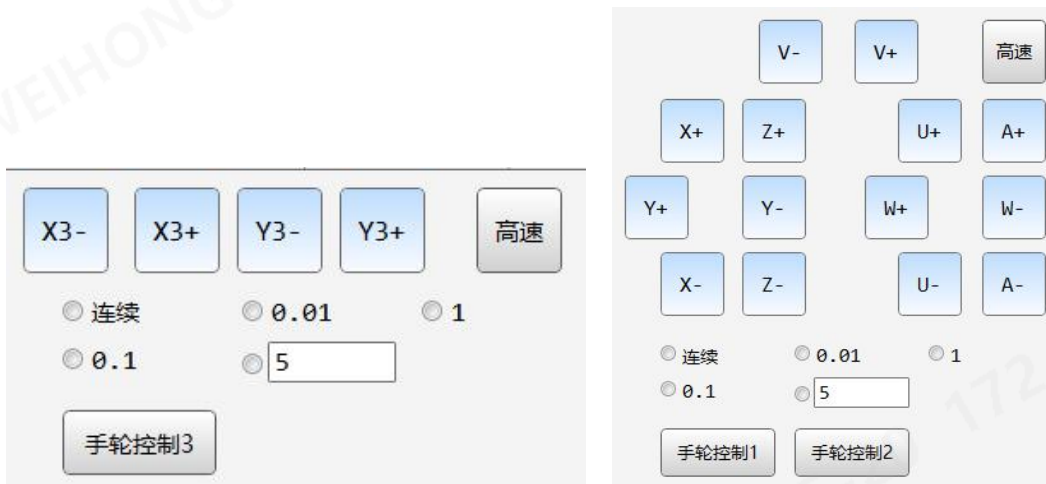 X3- X3+ Y3- Y3+ 高速
连续 0.01 1
0.1 5
手轮控制3
V- V+ 高速
X+ Z+ U+ A+
Y+ Y- W+ W-
X- Z- U- A-
连续 0.01 1
0.1 5
手轮控制1 手轮控制2
WEIHONG
172